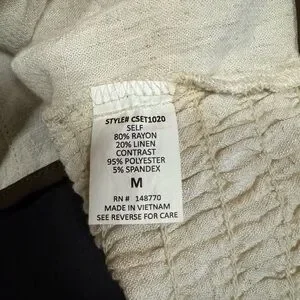 STYLE# CSET1020
SELF
80% RAYON
20% LINEN
CONTRAST
95% POLYESTER
5% SPANDEX
M
RN # 148770
MADE IN VIETNAM
SEE REVERSE FOR CARE